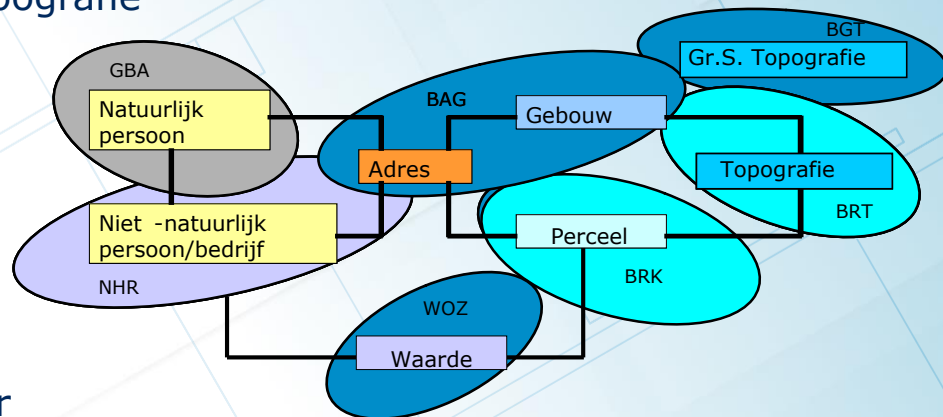 pografie
BGT
Gr.S. Topografie
GBA
Natuurlijk
persoon
BAG
Gebouw
Adres
Topografie
BRT
Niet -natuurlijk
persoon/bedrijf
Perceel
BRK
NHR
WOZ
Waarde
r